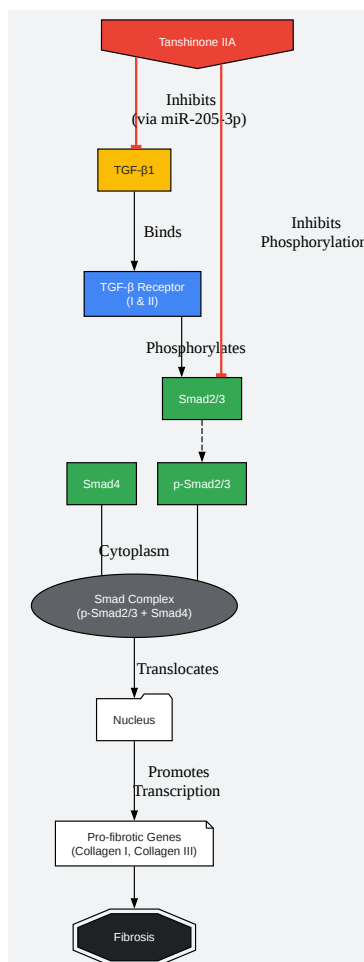 Tanshinone IIA
Inhibits
(via miR-205-3p)
TGF-β1
Inhibits
Phosphorylation
Binds
TGF-β Receptor
(I & II)
Phosphorylates
Smad2/3
Smad4
p-Smad2/3
Cytoplasm
Smad Complex
(p-Smad2/3 + Smad4)
Translocates
Nucleus
Promotes
Transcription
Pro-fibrotic Genes
(Collagen I, Collagen III)
Fibrosis